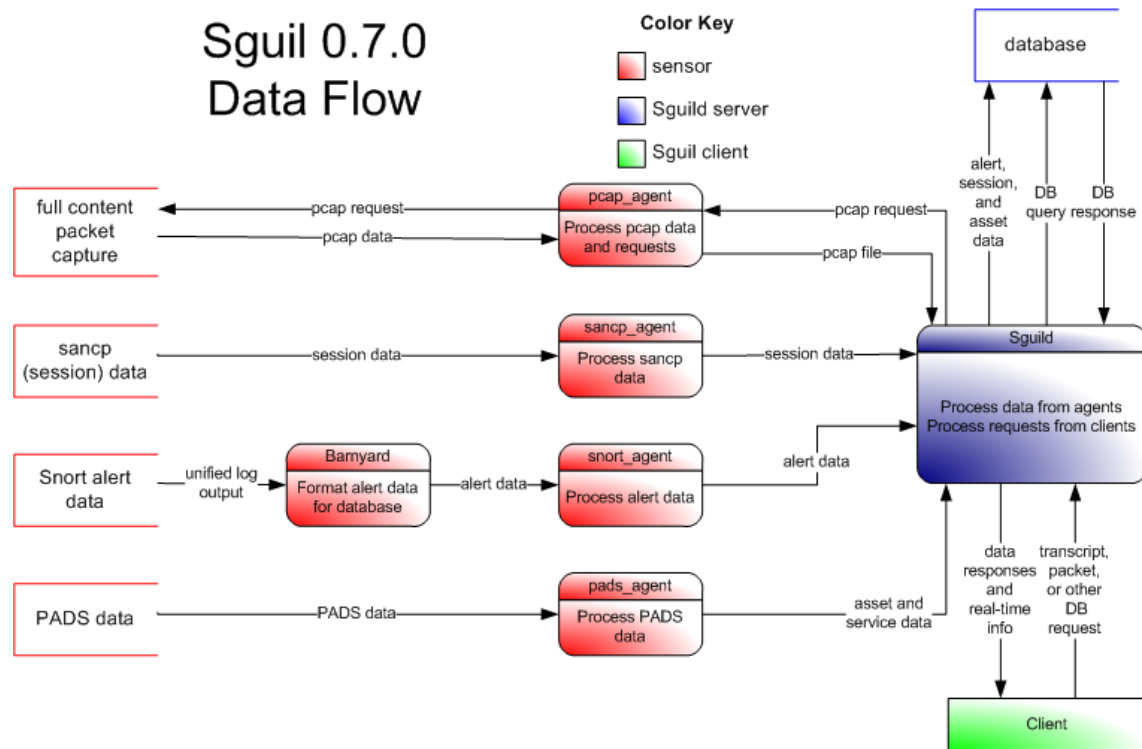 Sguil 0.7.0
Data Flow
Color Key
sensor
Sguild server
Sguil client
database
alert,
session,
and
asset
data
DB
query
DB
response
full content
packet
capture
pcap request
pcap data
pcap_agent
Process pcap data
and requests
pcap request
pcap file
sancp
(session) data
session data
sancp_agent
Process sancp
data
session data
Sguild
Process data from agents
Process requests from clients
Snort alert
data
unified log
output
Barnyard
Format alert data
for database
alert data
snort_agent
Process alert data
alert data
PADS data
PADS data
pads_agent
Process PADS
data
asset and
service data
data
responses
and
real-time
info
transcript,
packet,
or other
DB
request
Client